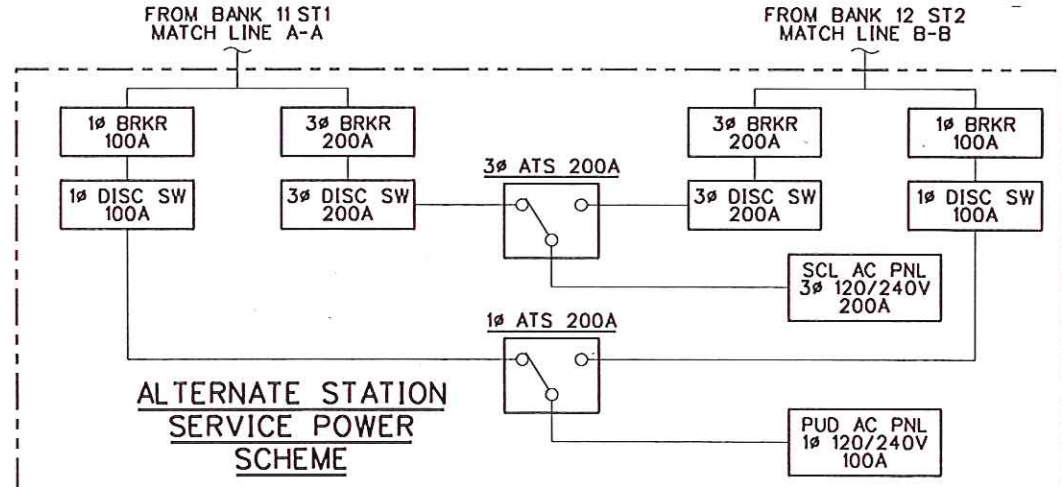 FROM BANK 11 ST1
MATCH LINE A-A
FROM BANK 12 ST2
MATCH LINE B-B
1ø BRKR
100A
3ø BRKR
200A
3ø BRKR
200A
1ø BRKR
100A
1ø DISC SW
100A
3ø DISC SW
200A
3ø ATS 200A
3ø DISC SW
200A
1ø DISC SW
100A
SCL AC PNL
3ø 120/240V
200A
1ø ATS 200A
ALTERNATE STATION
SERVICE POWER
SCHEME
PUD AC PNL
1ø 120/240V
100A